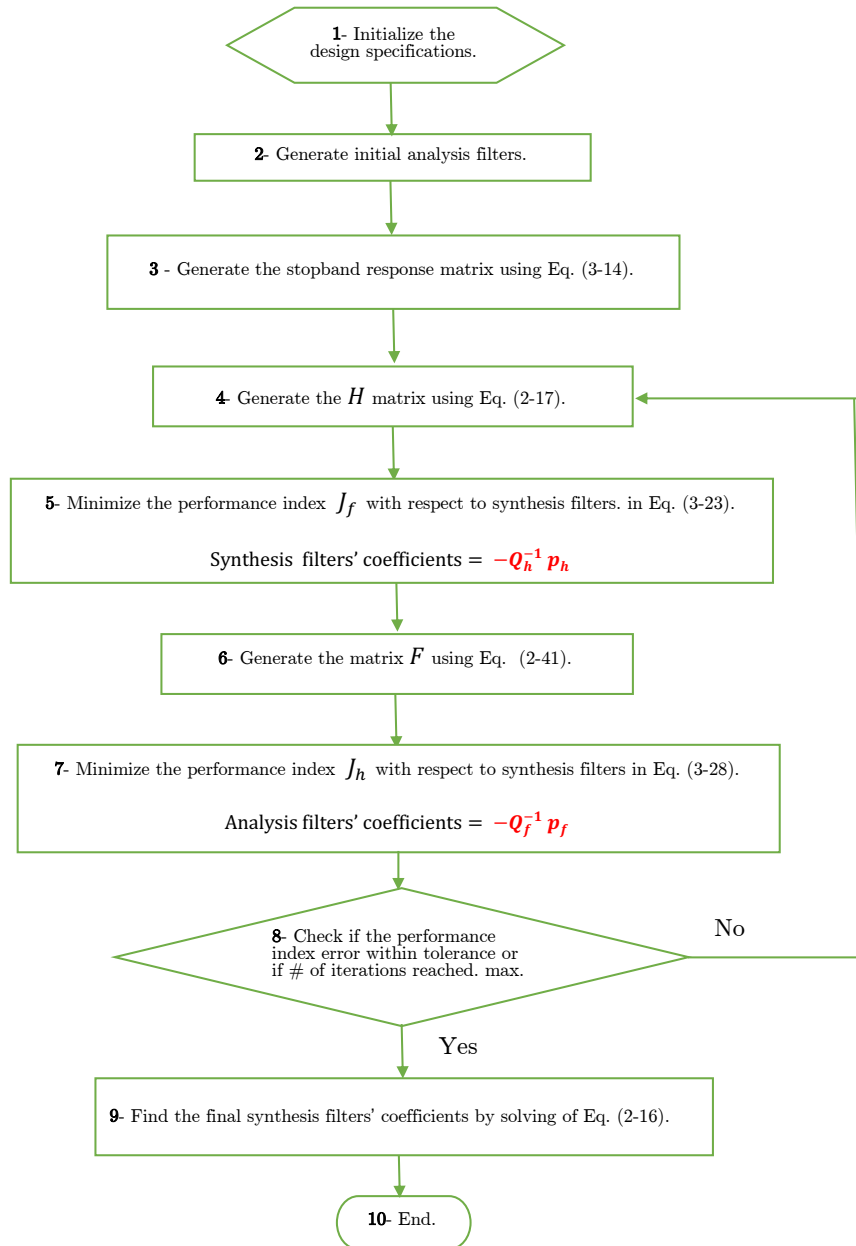 1- Initialize the
design specifications.
2- Generate initial analysis filters.
3 - Generate the stopband response matrix using Eq. (3-14).
4- Generate the H matrix using Eq. (2-17).
5- Minimize the performance index J_f with respect to synthesis filters. in Eq. (3-23).
Synthesis filters’ coefficients = −Q_h^{-1} p_h
6- Generate the matrix F using Eq. (2-41).
7- Minimize the performance index J_h with respect to synthesis filters in Eq. (3-28).
Analysis filters’ coefficients = −Q_f^{-1} p_f
8- Check if the performance
index error within tolerance or
if # of iterations reached. max.
No
Yes
9- Find the final synthesis filters’ coefficients by solving of Eq. (2-16).
10- End.